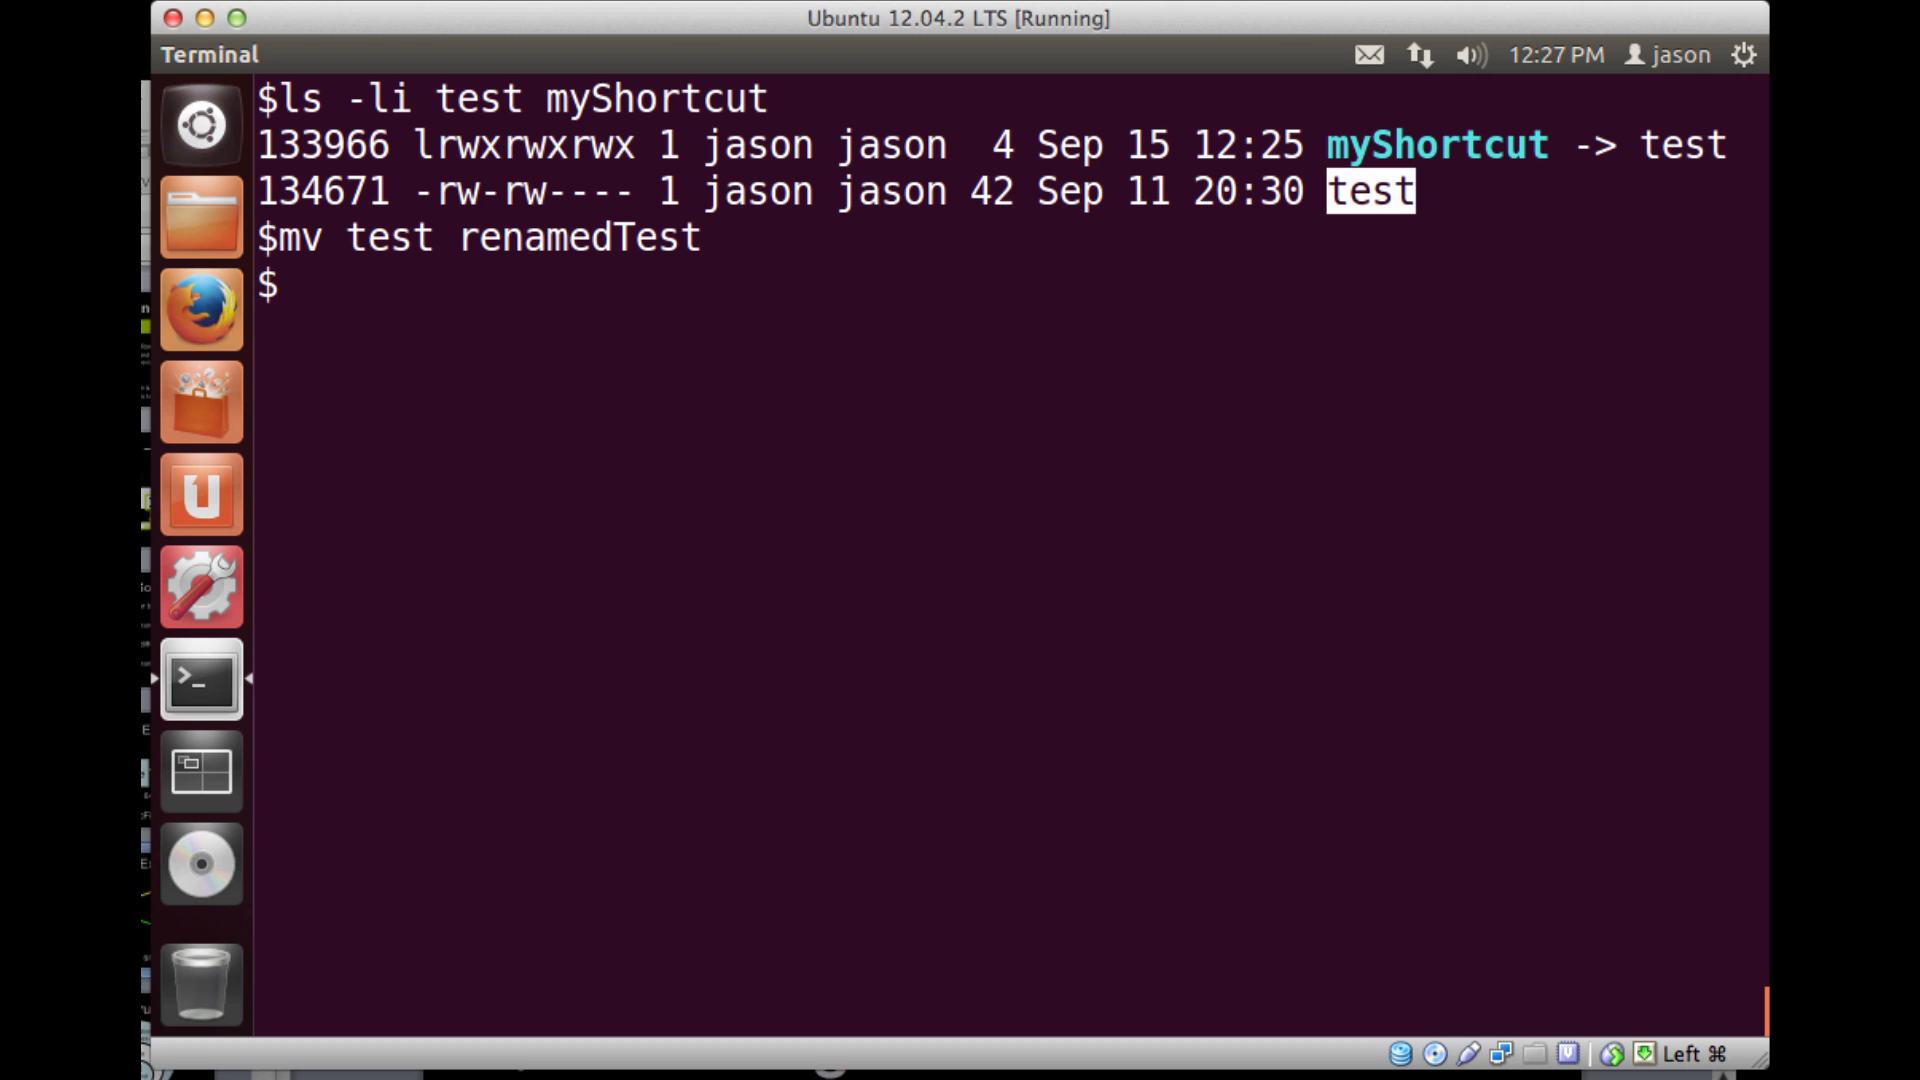 Ubuntu 12.04.2 LTS [Running]
Terminal
12:27 PM jason
$ls -li test myShortcut
133966 lrwxrwxrwx 1 jason jason  4 Sep 15 12:25 myShortcut -> test
134671 -rw-rw---- 1 jason jason 42 Sep 11 20:30 test
$mv test renamedTest
$
Left ⌘